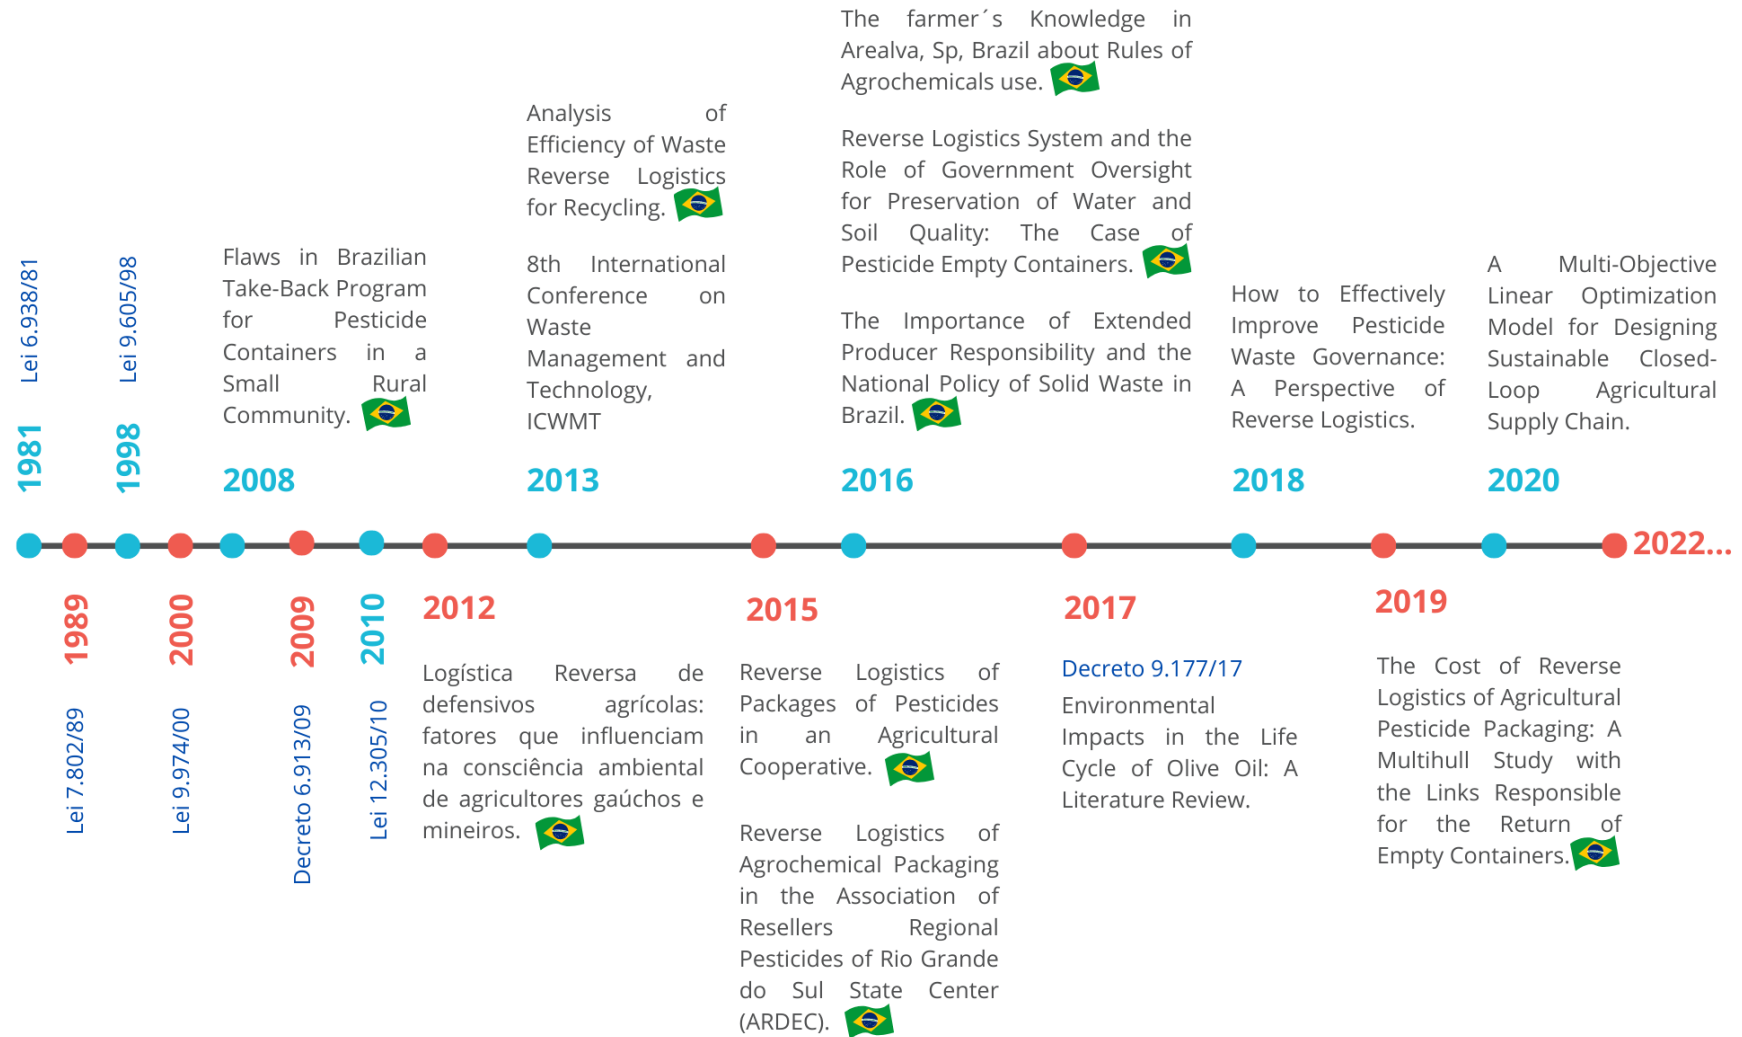 Lei 6.938/81
1981
Lei 9.605/98
1998
Flaws in Brazilian
Take-Back Program
for Pesticide
Containers in a
Small Rural
Community.
2008
Analysis of
Efficiency of Waste
Reverse Logistics
for Recycling.
8th International
Conference on
Waste
Management and
Technology,
ICWMT
2013
The farmer´s Knowledge in
Arealva, Sp, Brazil about Rules of
Agrochemicals use.
Reverse Logistics System and the
Role of Government Oversight
for Preservation of Water and
Soil Quality: The Case of
Pesticide Empty Containers.
The Importance of Extended
Producer Responsibility and the
National Policy of Solid Waste in
Brazil.
2016
How to Effectively
Improve Pesticide
Waste Governance:
A Perspective of
Reverse Logistics.
2018
A Multi-Objective
Linear Optimization
Model for Designing
Sustainable Closed-
Loop Agricultural
Supply Chain.
2020
2022...
1989
Lei 7.802/89
2000
Lei 9.974/00
2009
Decreto 6.913/09
2010
Lei 12.305/10
2012
Logística Reversa de
defensivos agrícolas:
fatores que influenciam
na consciência ambiental
de agricultores gaúchos e
mineiros.
2015
Reverse Logistics of
Packages of Pesticides
in an Agricultural
Cooperative.
Reverse Logistics of
Agrochemical Packaging
in the Association of
Resellers Regional
Pesticides of Rio Grande
do Sul State Center
(ARDEC).
2017
Decreto 9.177/17
Environmental
Impacts in the Life
Cycle of Olive Oil: A
Literature Review.
2019
The Cost of Reverse
Logistics of Agricultural
Pesticide Packaging: A
Multihull Study with
the Links Responsible
for the Return of
Empty Containers.